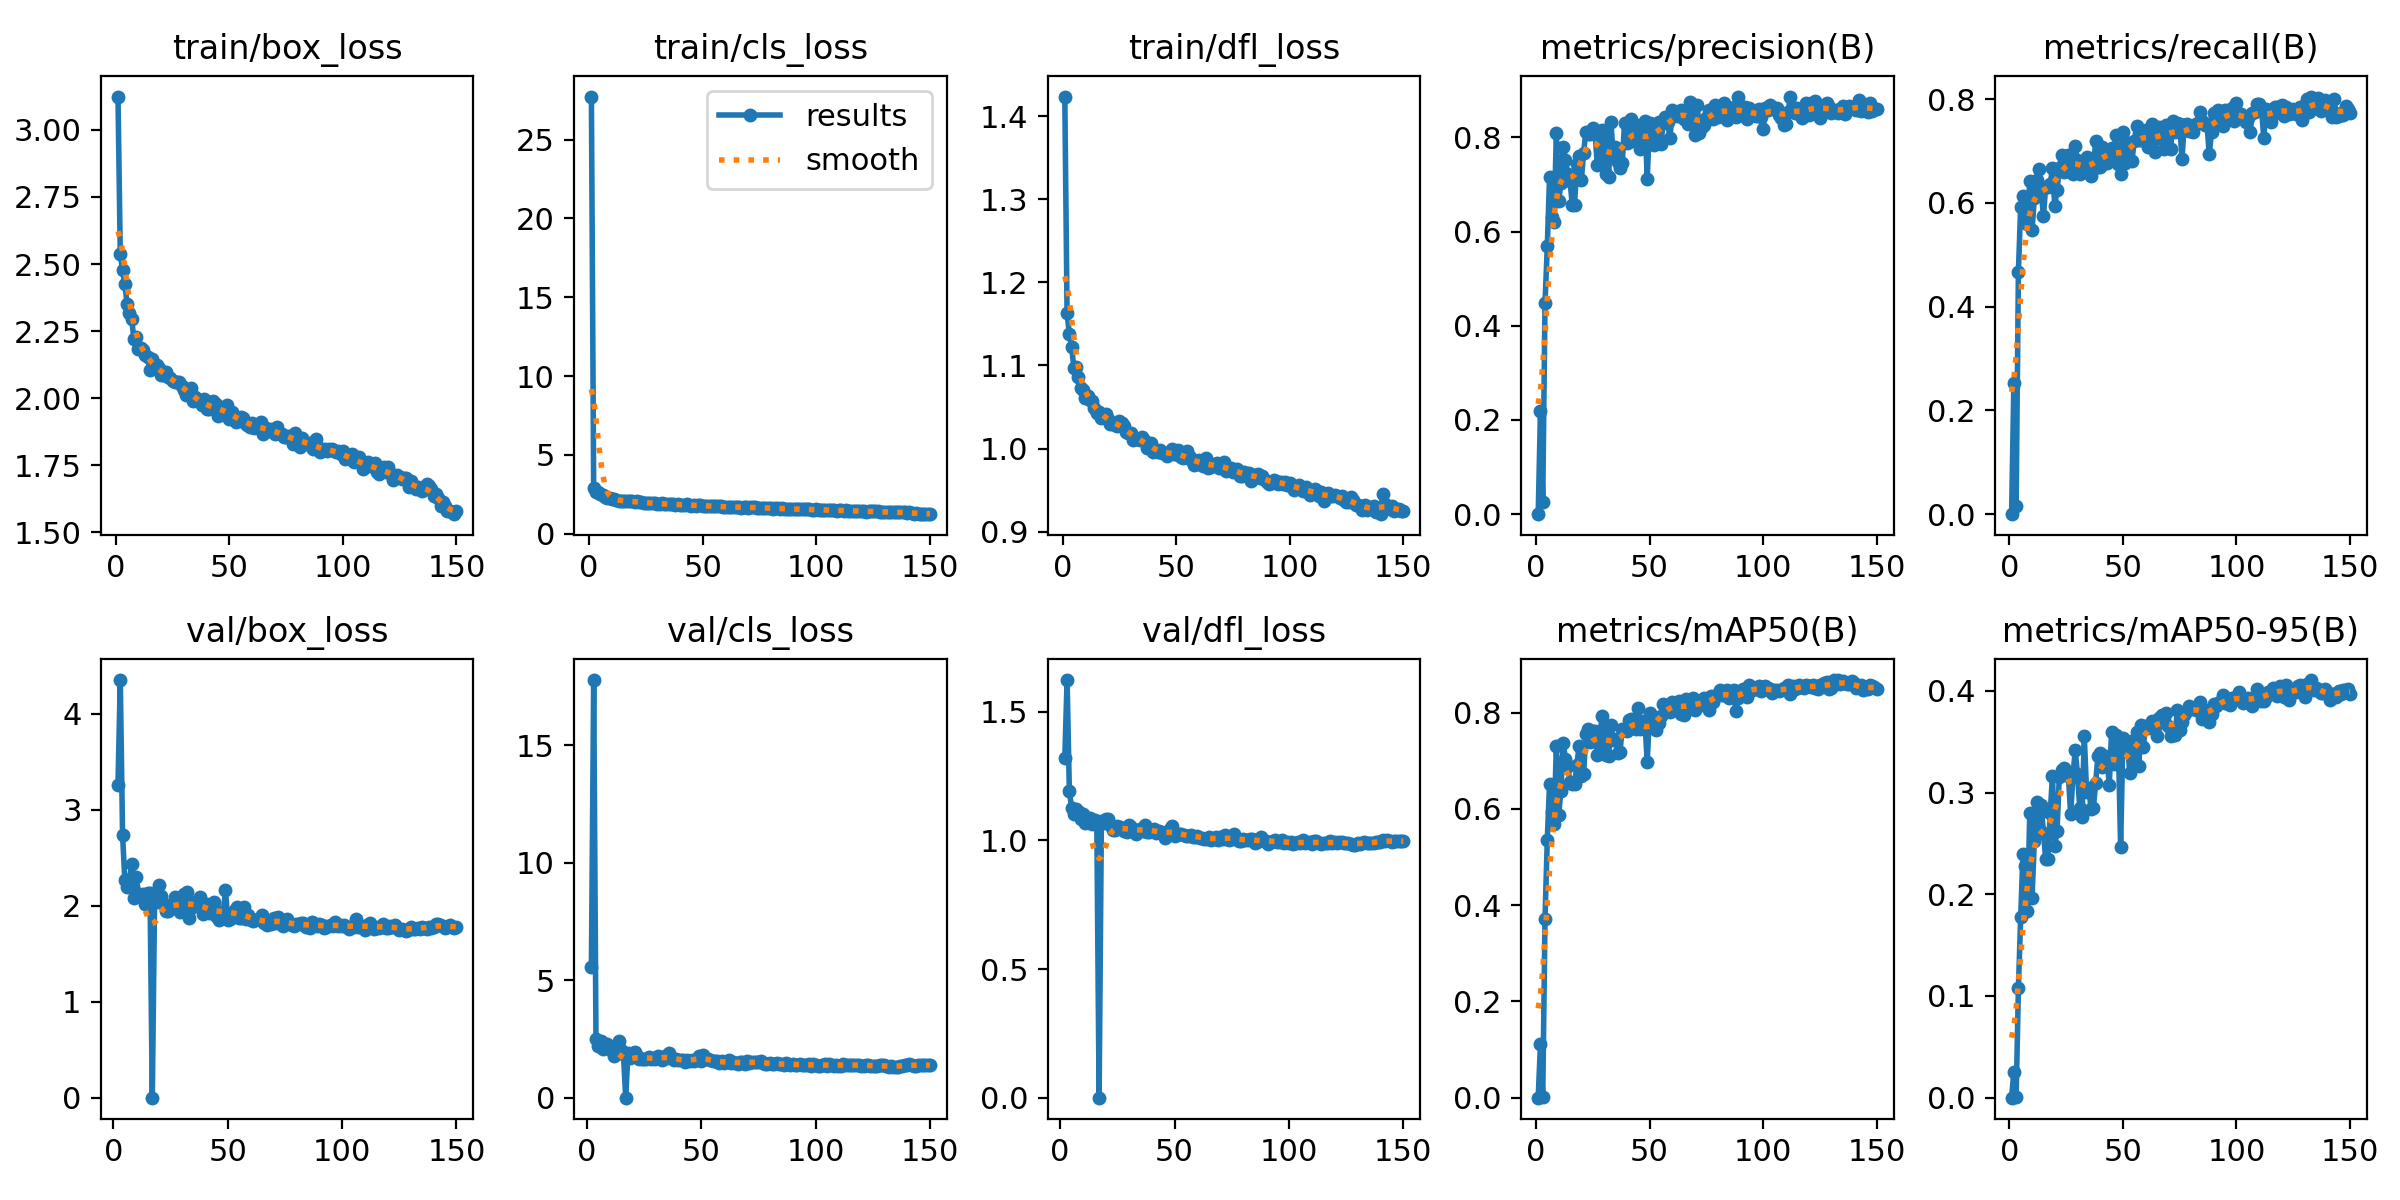 train/box_loss
train/cls_loss
train/dfl_loss
metrics/precision(B)
metrics/recall(B)
3.00
2.75
2.50
2.25
2.00
1.75
1.50
0 50 100 150
results
smooth
25
20
15
10
5
0
0 50 100 150
1.4
1.3
1.2
1.1
1.0
0.9
0 50 100 150
0.8
0.6
0.4
0.2
0.0
0 50 100 150
0.8
0.6
0.4
0.2
0.0
0 50 100 150
val/box_loss
val/cls_loss
val/dfl_loss
metrics/mAP50(B)
metrics/mAP50-95(B)
4
3
2
1
0
0 50 100 150
15
10
5
0
0 50 100 150
1.5
1.0
0.5
0.0
0 50 100 150
0.8
0.6
0.4
0.2
0.0
0 50 100 150
0.4
0.3
0.2
0.1
0.0
0 50 100 150